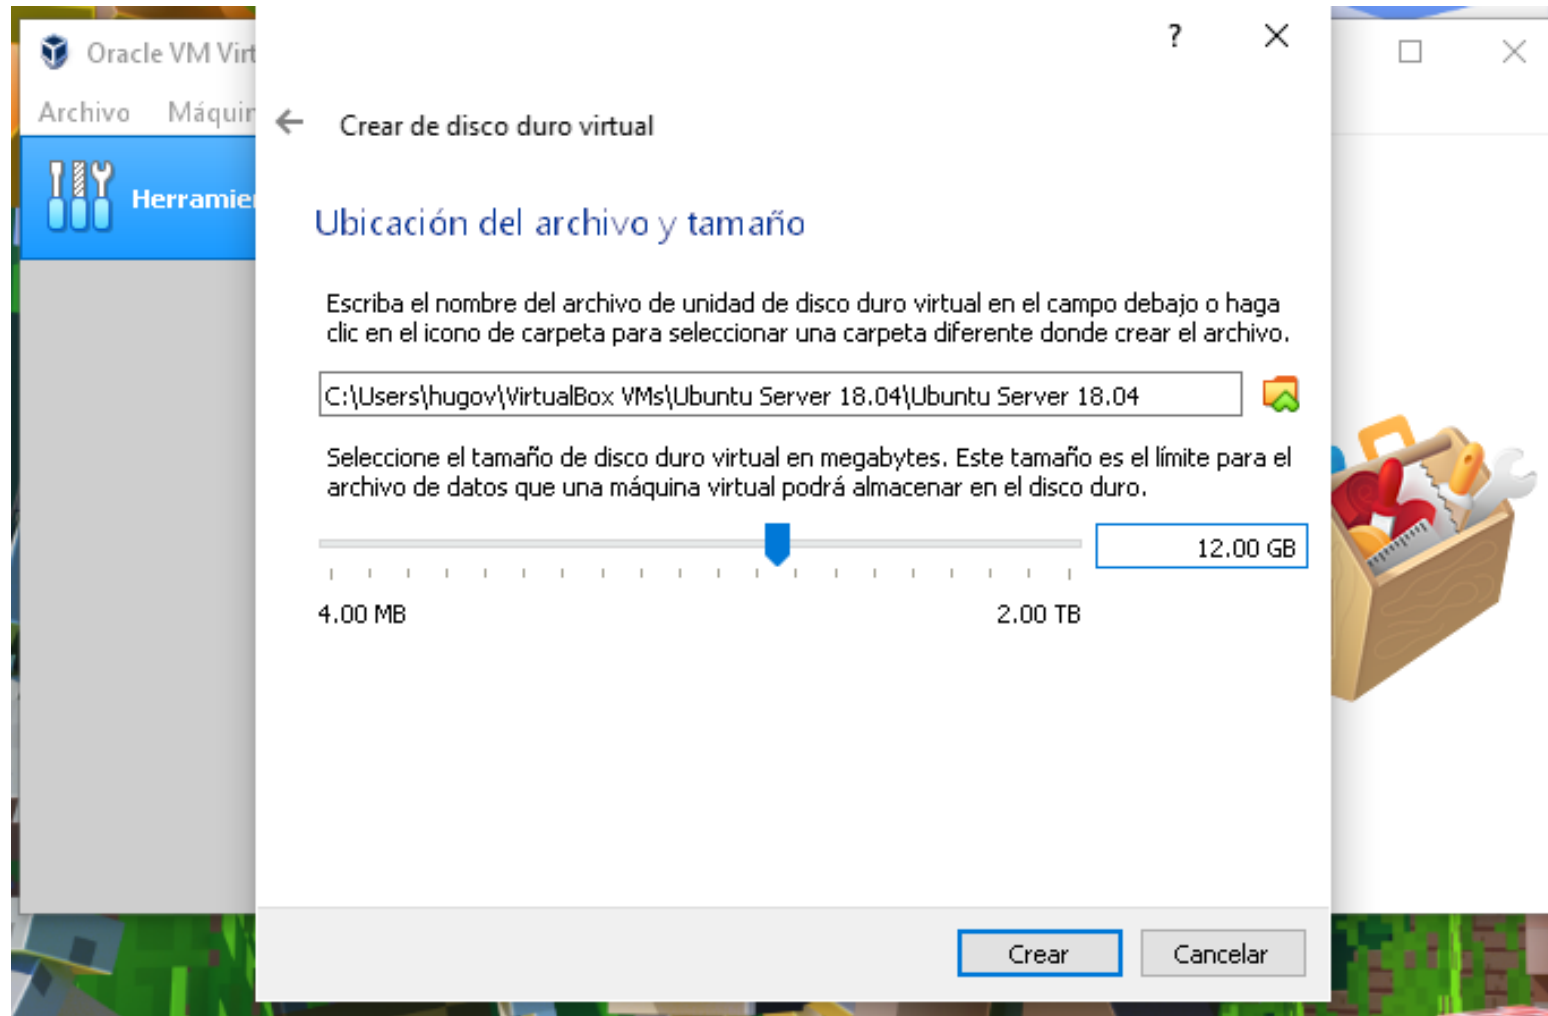 Oracle VM Virt
?
Archivo Máquin
Crear de disco duro virtual
Herramie
Ubicación del archivo y tamaño
Escriba el nombre del archivo de unidad de disco duro virtual en el campo debajo o haga
clic en el icono de carpeta para seleccionar una carpeta diferente donde crear el archivo.
C:\Users\hugov\VirtualBox VMs\Ubuntu Server 18.04\Ubuntu Server 18.04
Seleccione el tamaño de disco duro virtual en megabytes. Este tamaño es el límite para el
archivo de datos que una máquina virtual podrá almacenar en el disco duro.
12.00 GB
4.00 MB 2.00 TB
Crear Cancelar